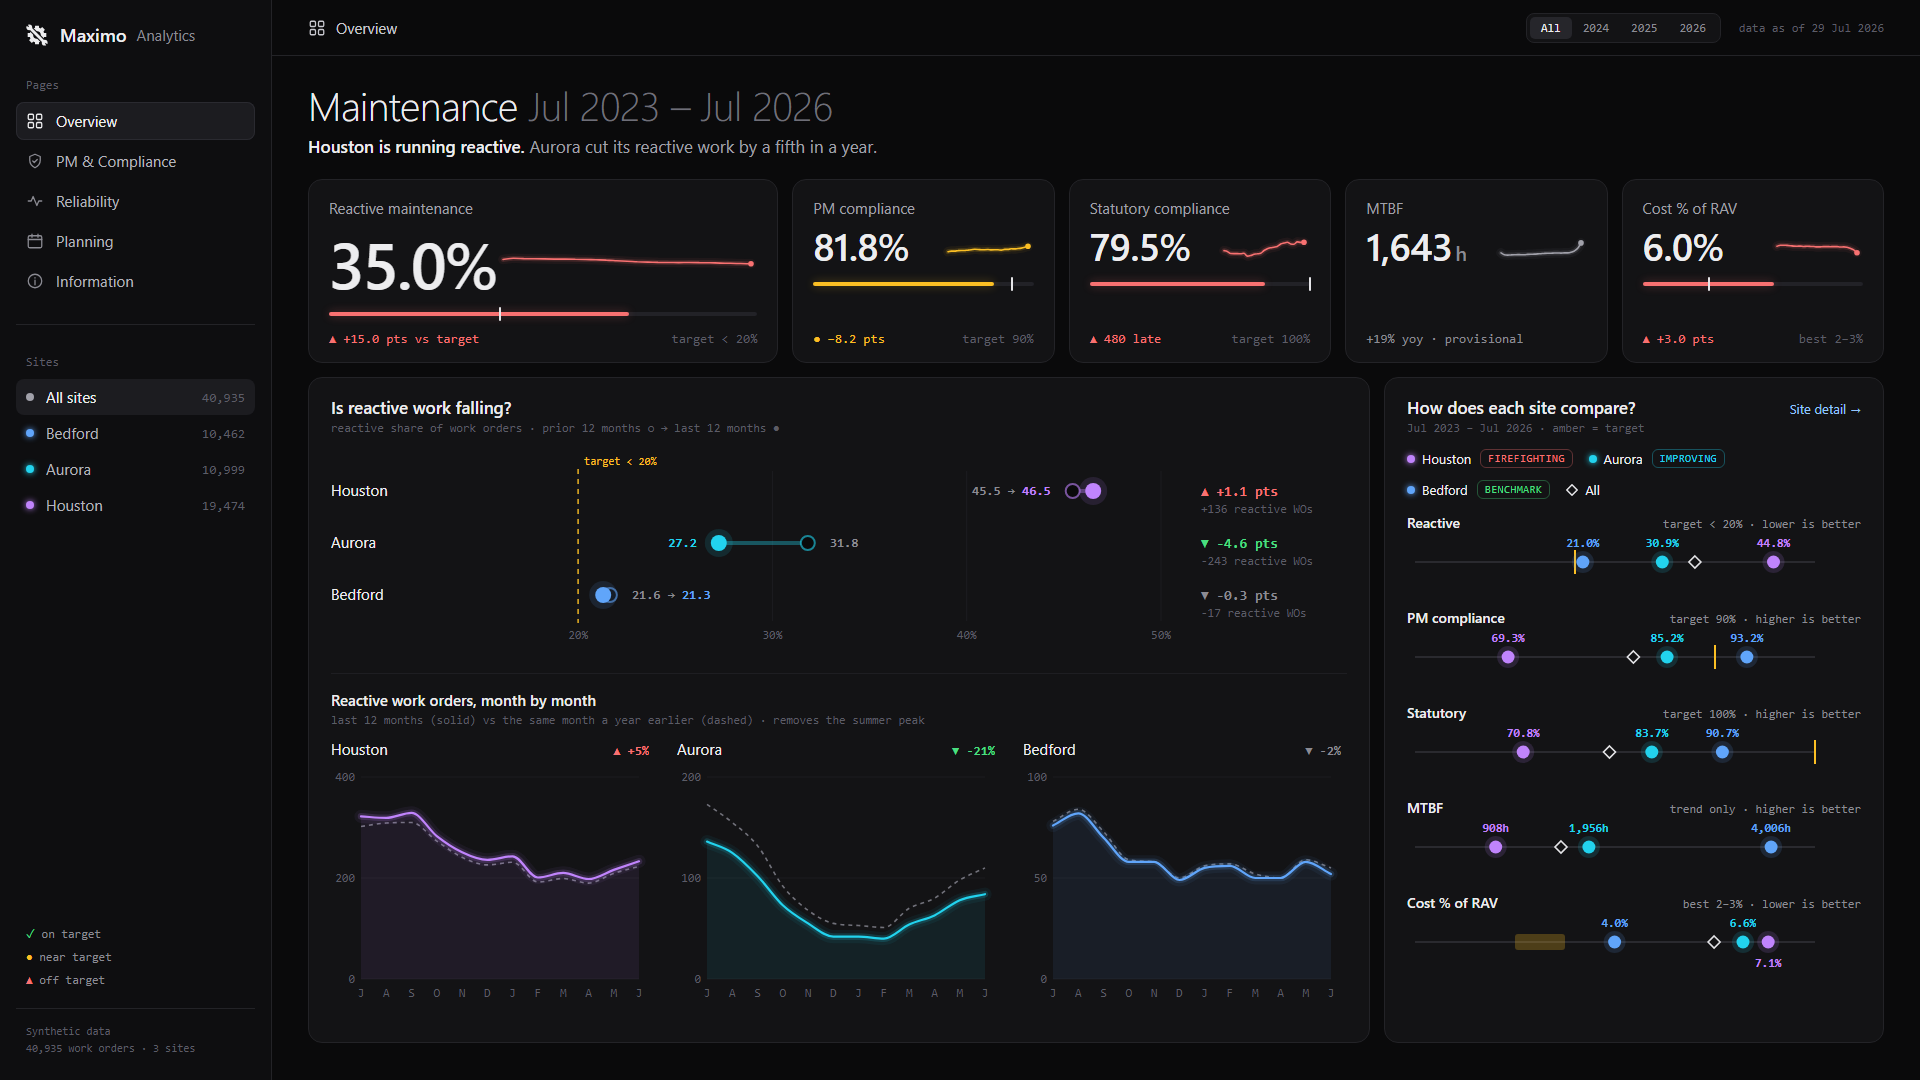 Maximo Analytics
Pages
Overview
PM & Compliance
Reliability
Planning
Information
Sites
All sites 40,935
Bedford 10,462
Aurora 10,999
Houston 19,474
✓ on target
● near target
▲ off target
Synthetic data
40,935 work orders · 3 sites
Overview
All 2024 2025 2026
data as of 29 Jul 2026
Maintenance Jul 2023 – Jul 2026
Houston is running reactive. Aurora cut its reactive work by a fifth in a year.
Reactive maintenance
35.0%
▲ +15.0 pts vs target target < 20%
PM compliance
81.8%
● −8.2 pts target 90%
Statutory compliance
79.5%
▲ 480 late target 100%
MTBF
1,643 h
+19% yoy · provisional
Cost % of RAV
6.0%
▲ +3.0 pts best 2–3%
Is reactive work falling?
reactive share of work orders · prior 12 months ○ → last 12 months ●
target < 20%
Houston 45.5 → 46.5 ▲ +1.1 pts
+136 reactive WOs
Aurora 27.2 31.8 ▼ -4.6 pts
-243 reactive WOs
Bedford 21.6 → 21.3 ▼ -0.3 pts
-17 reactive WOs
20% 30% 40% 50%
Reactive work orders, month by month
last 12 months (solid) vs the same month a year earlier (dashed) · removes the summer peak
Houston ▲ +5%
400
200
0
J A S O N D J F M A M J
Aurora ▼ -21%
200
100
0
J A S O N D J F M A M J
Bedford ▼ -2%
100
50
0
J A S O N D J F M A M J
How does each site compare? Site detail →
Jul 2023 – Jul 2026 · amber = target
Houston FIREFIGHTING Aurora IMPROVING
Bedford BENCHMARK ◇ All
Reactive target < 20% · lower is better
21.0% 30.9% 44.8%
PM compliance target 90% · higher is better
69.3% 85.2% 93.2%
Statutory target 100% · higher is better
70.8% 83.7% 90.7%
MTBF trend only · higher is better
908h 1,956h 4,006h
Cost % of RAV best 2–3% · lower is better
4.0% 6.6%
7.1%